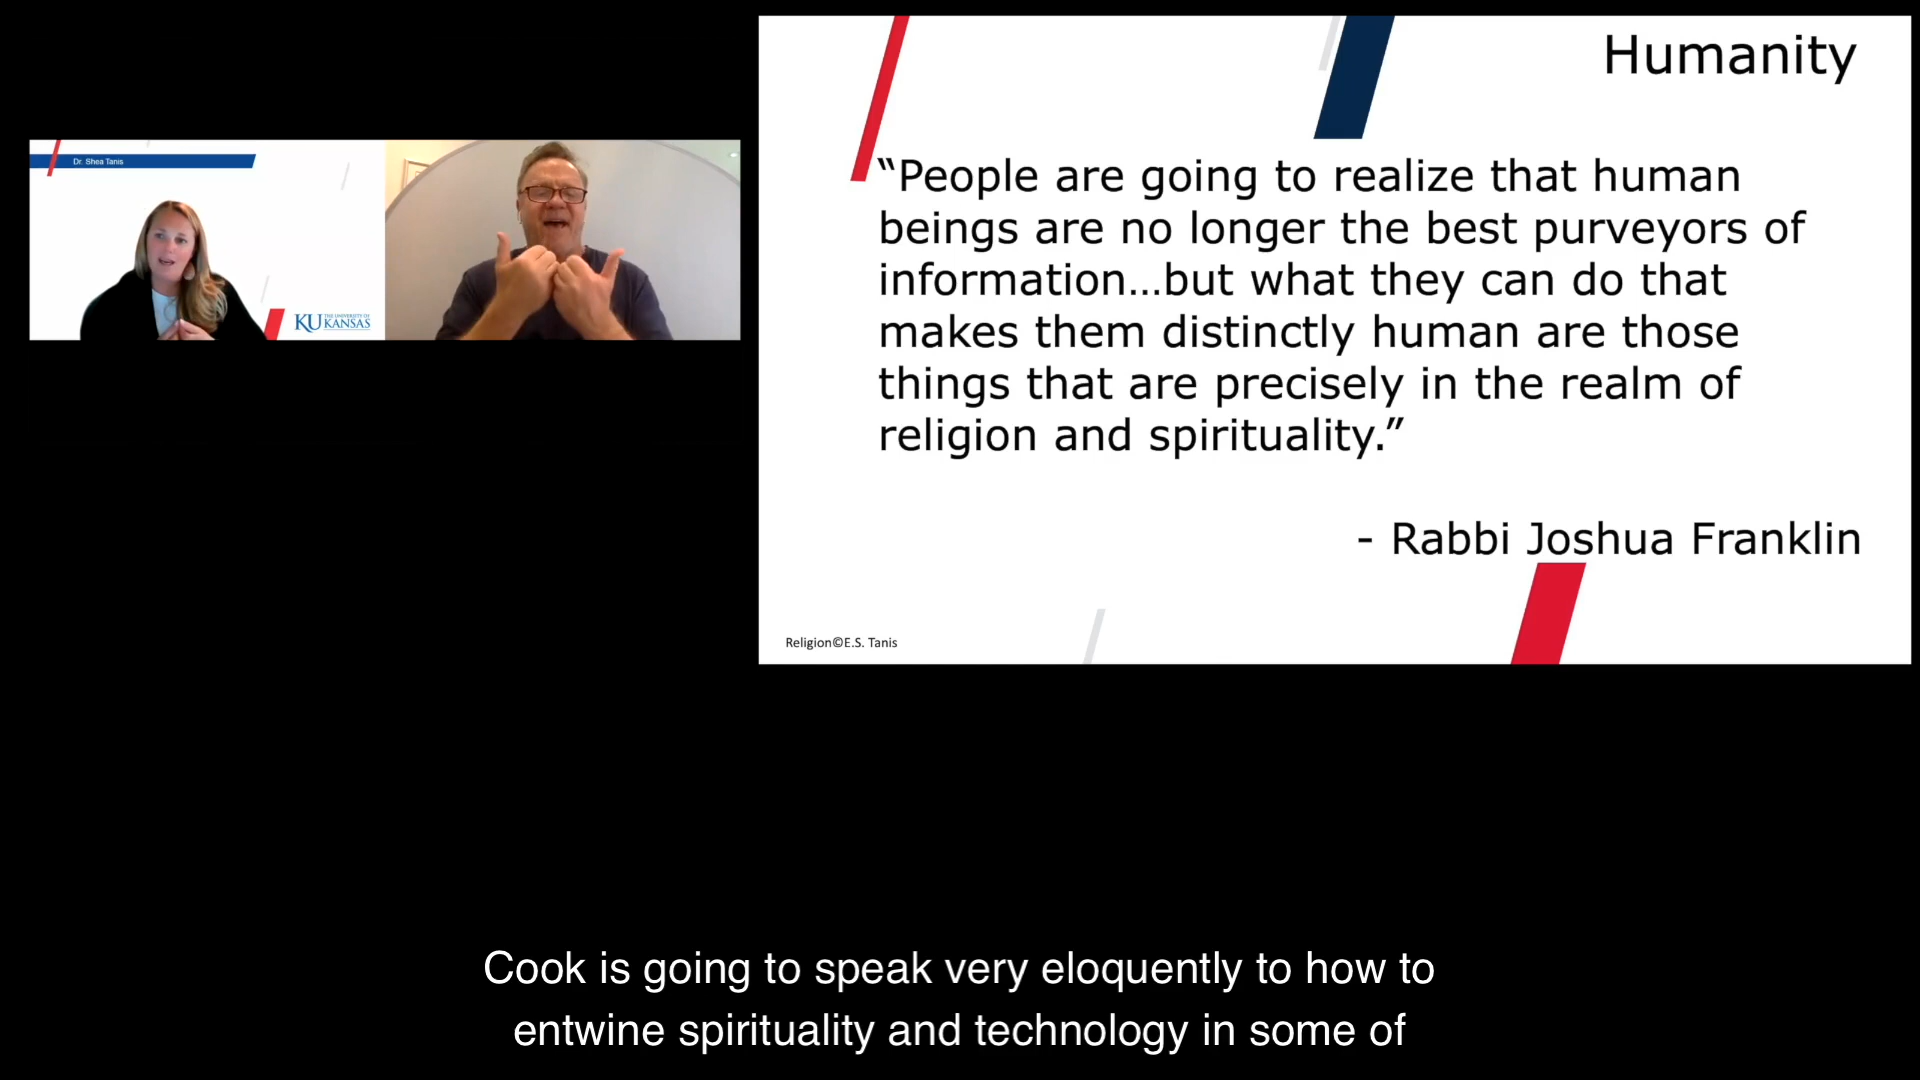 Dr. Shea Tanis
KU THE UNIVERSITY OF
KANSAS
Humanity
“People are going to realize that human
beings are no longer the best purveyors of
information…but what they can do that
makes them distinctly human are those
things that are precisely in the realm of
religion and spirituality.”
- Rabbi Joshua Franklin
Religion©E.S. Tanis
Cook is going to speak very eloquently to how to
entwine spirituality and technology in some of